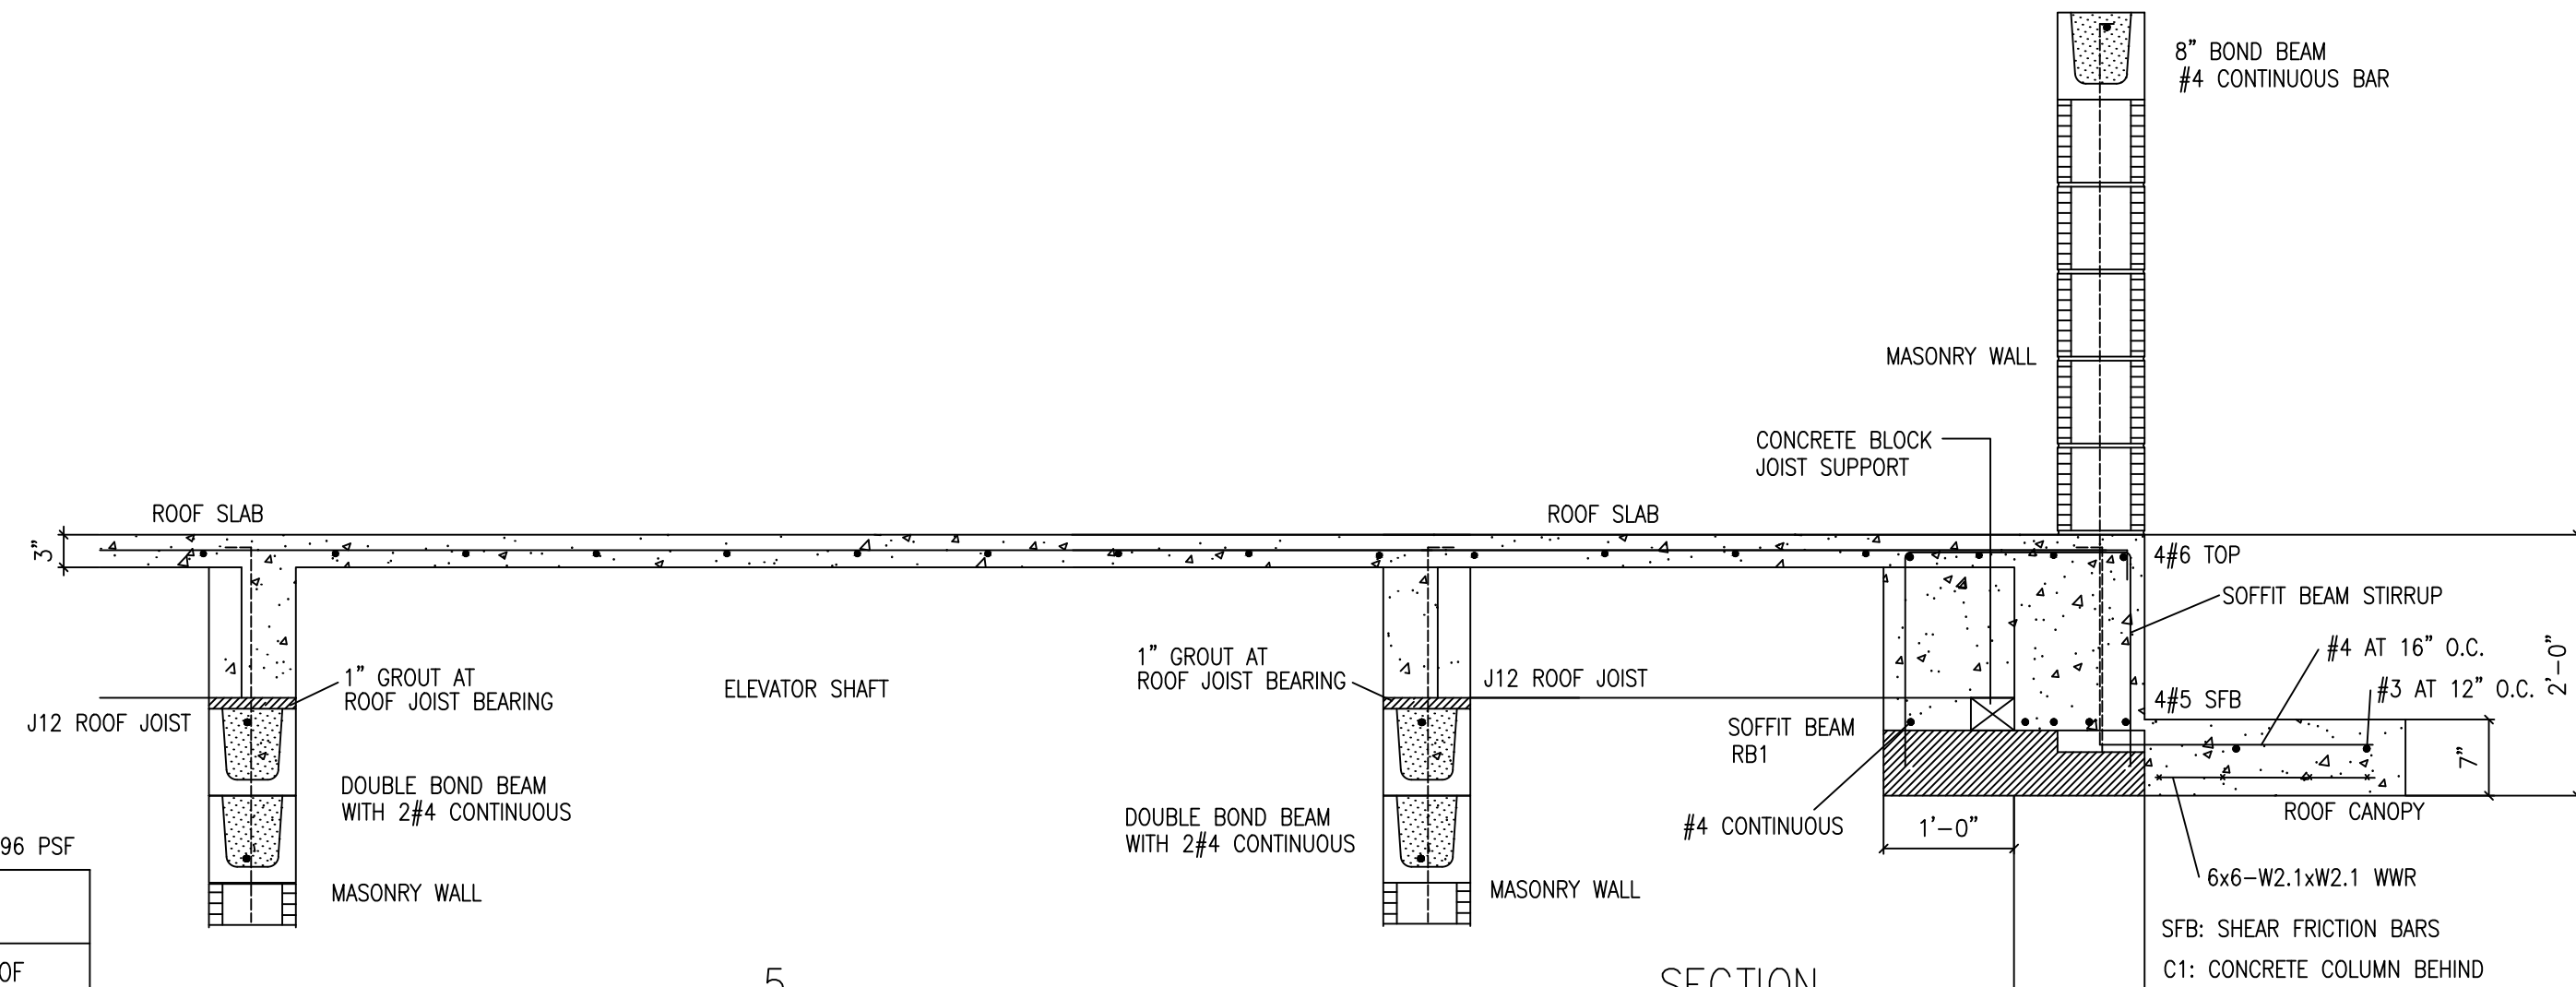 8" BOND BEAM
#4 CONTINUOUS BAR
MASONRY WALL
CONCRETE BLOCK
JOIST SUPPORT
ROOF SLAB
ROOF SLAB
3"
4#6 TOP
SOFFIT BEAM STIRRUP
#4 AT 16" O.C.
#3 AT 12" O.C.
2'-0"
4#5 SFB
1" GROUT AT
ROOF JOIST BEARING
ELEVATOR SHAFT
1" GROUT AT
ROOF JOIST BEARING
J12 ROOF JOIST
J12 ROOF JOIST
SOFFIT BEAM
RB1
7"
DOUBLE BOND BEAM
WITH 2#4 CONTINUOUS
DOUBLE BOND BEAM
WITH 2#4 CONTINUOUS
#4 CONTINUOUS
1'-0"
ROOF CANOPY
96 PSF
MASONRY WALL
MASONRY WALL
6x6-W2.1xW2.1 WWR
SFB: SHEAR FRICTION BARS
C1: CONCRETE COLUMN BEHIND
OF
5
SECTION